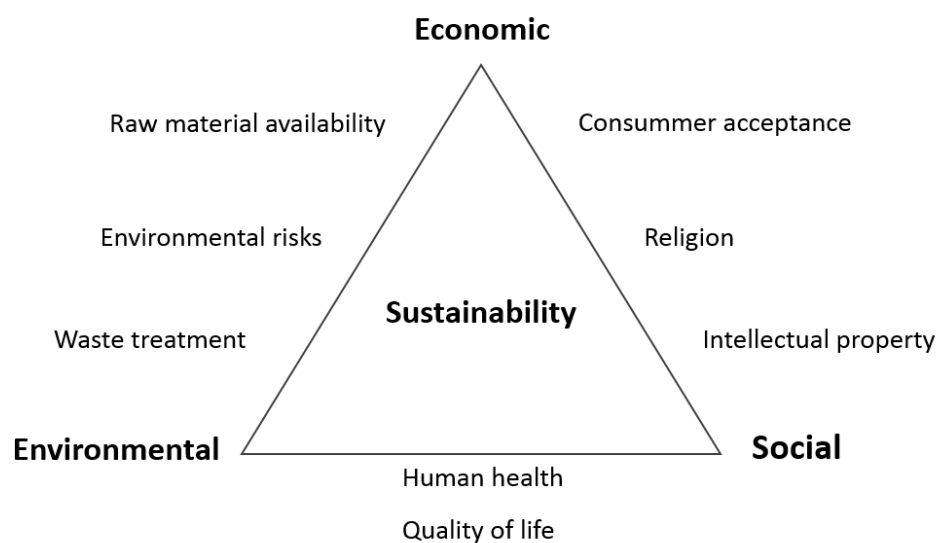 Economic
Raw material availability
Consummer acceptance
Environmental risks
Religion
Sustainability
Waste treatment
Intellectual property
Environmental
Social
Human health
Quality of life